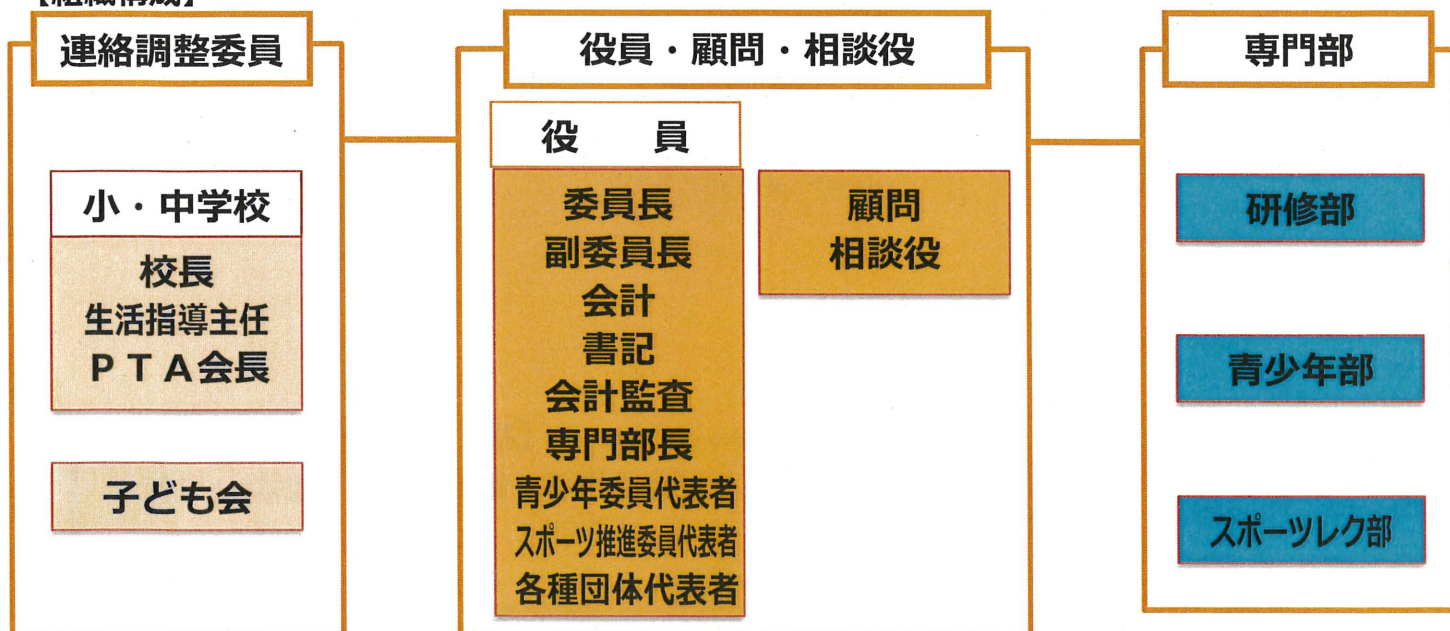 【組織構成】
連絡調整委員
小・中学校
校長
生活指導主任
ＰＴＡ会長
子ども会
役員・顧問・相談役
役　員
委員長
副委員長
会計
書記
会計監査
専門部長
青少年委員代表者
スポーツ推進委員代表者
各種団体代表者
顧問
相談役
専門部
研修部
青少年部
スポーツレク部